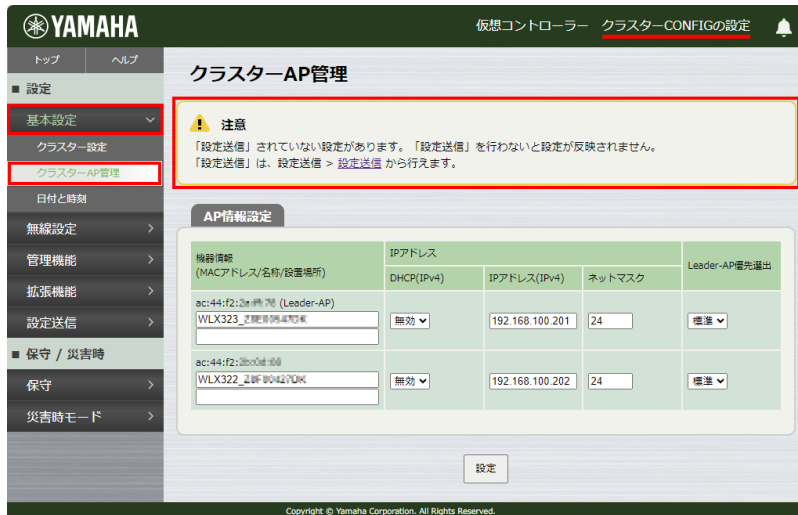 YAMAHA
仮想コントローラー クラスターCONFIGの設定
トップ ヘルプ
■ 設定
基本設定
クラスター設定
クラスターAP管理
日付と時刻
無線設定
管理機能
拡張機能
設定送信
■ 保守 / 災害時
保守
災害時モード
クラスターAP管理
注意
「設定送信」されていない設定があります。「設定送信」を行わないと設定が反映されません。
「設定送信」は、設定送信 > 設定送信 から行えます。
AP情報設定
機器情報
(MACアドレス/名称/設置場所)
IPアドレス
DHCP(IPv4) IPアドレス(IPv4) ネットマスク
Leader-AP優先選出
ac:44:f2: (Leader-AP)
WLX323_ 無効 192.168.100.201 24 標準
ac:44:f2:
WLX322_ 無効 192.168.100.202 24 標準
設定
Copyright © Yamaha Corporation. All Rights Reserved.